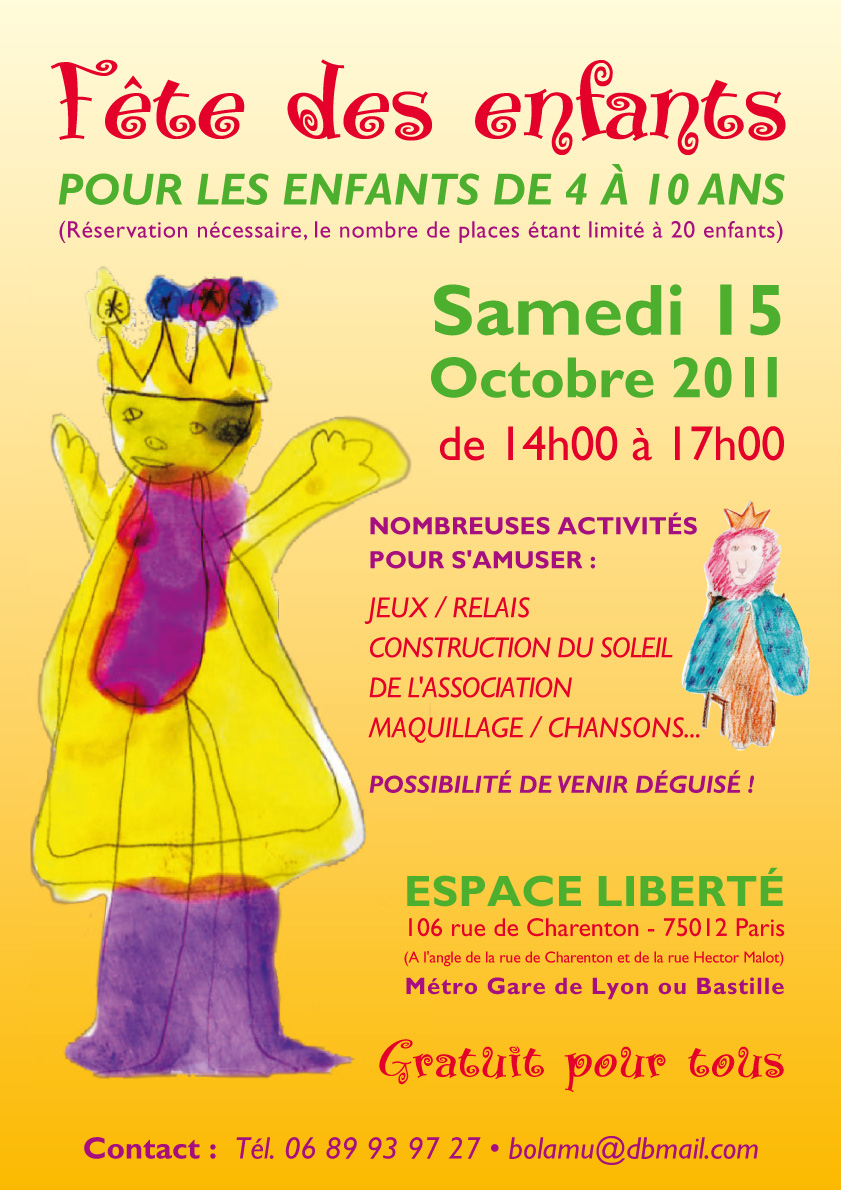 Fête des enfants
POUR LES ENFANTS DE 4 À 10 ANS
(Réservation nécessaire, le nombre de places étant limité à 20 enfants)
Samedi 15
Octobre 2011
de 14h00 à 17h00
NOMBREUSES ACTIVITÉS
POUR S'AMUSER :
JEUX / RELAIS
CONSTRUCTION DU SOLEIL
DE L'ASSOCIATION
MAQUILLAGE / CHANSONS...
POSSIBILITÉ DE VENIR DÉGUISÉ !
ESPACE LIBERTÉ
106 rue de Charenton - 75012 Paris
(A l'angle de la rue de Charenton et de la rue Hector Malot)
Métro Gare de Lyon ou Bastille
Gratuit pour tous
Contact : Tél. 06 89 93 97 27 • bolamu@dbmail.com